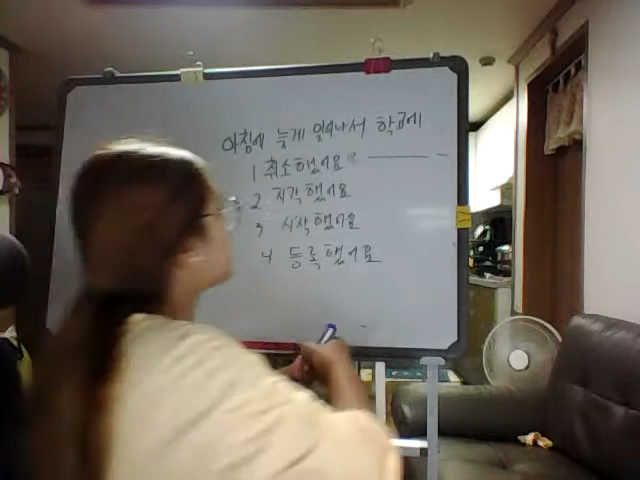 아침에 늦게 일어나서 학교에
1 취소했어요 ________ .
2 지각했어요
3 시작했어요
4 등록했어요